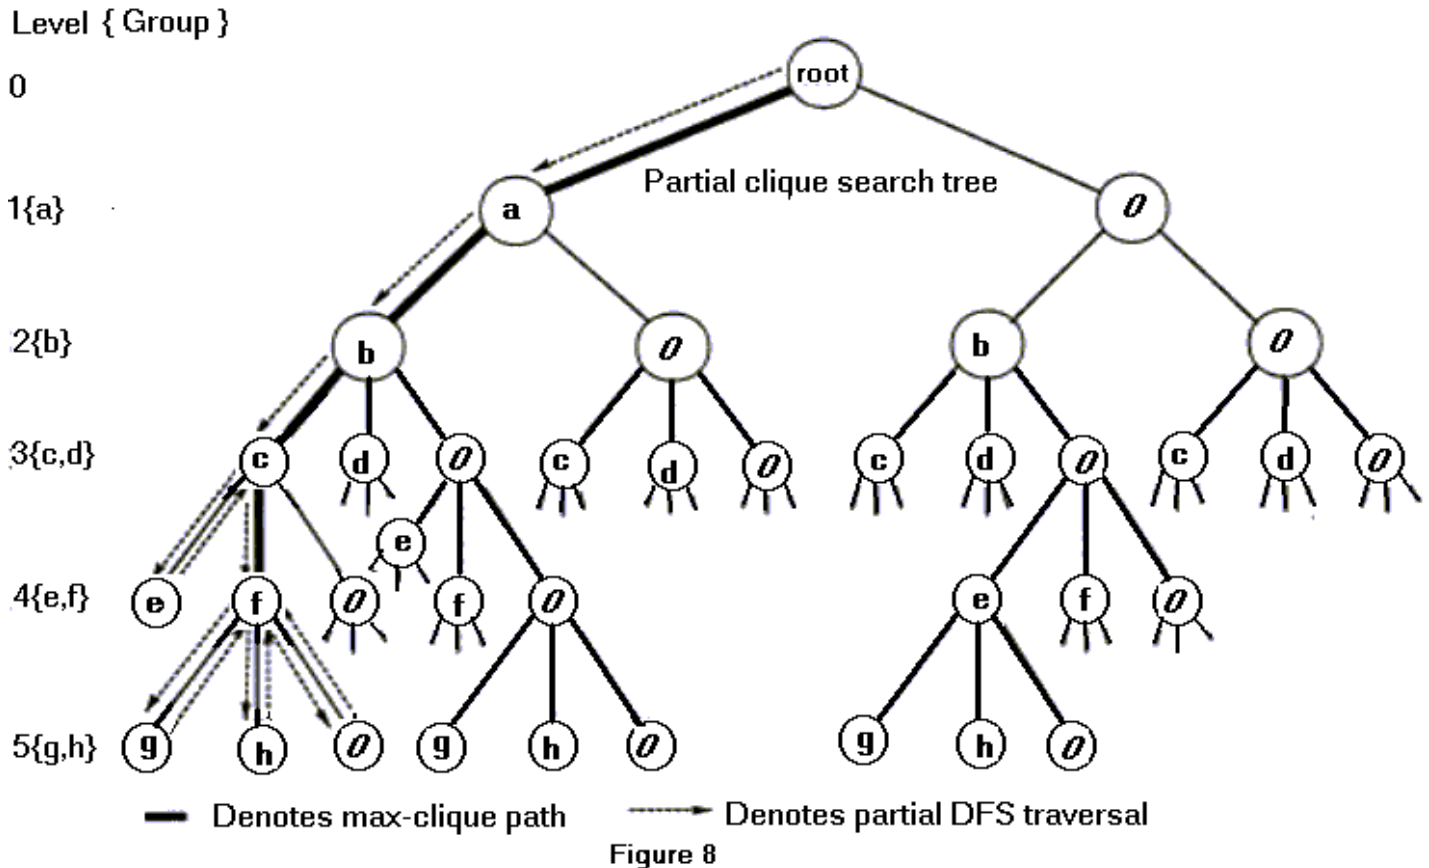 Level { Group }
0
root
Partial clique search tree
1{a}
a
0
2{b}
b
0
b
0
3{c,d}
c
d
0
c
d
0
c
d
0
c
d
0
e
4{e,f}
e
f
0
f
0
e
f
0
5{g,h}
g
h
0
g
h
0
g
h
0
Denotes max-clique path
Denotes partial DFS traversal
Figure 8